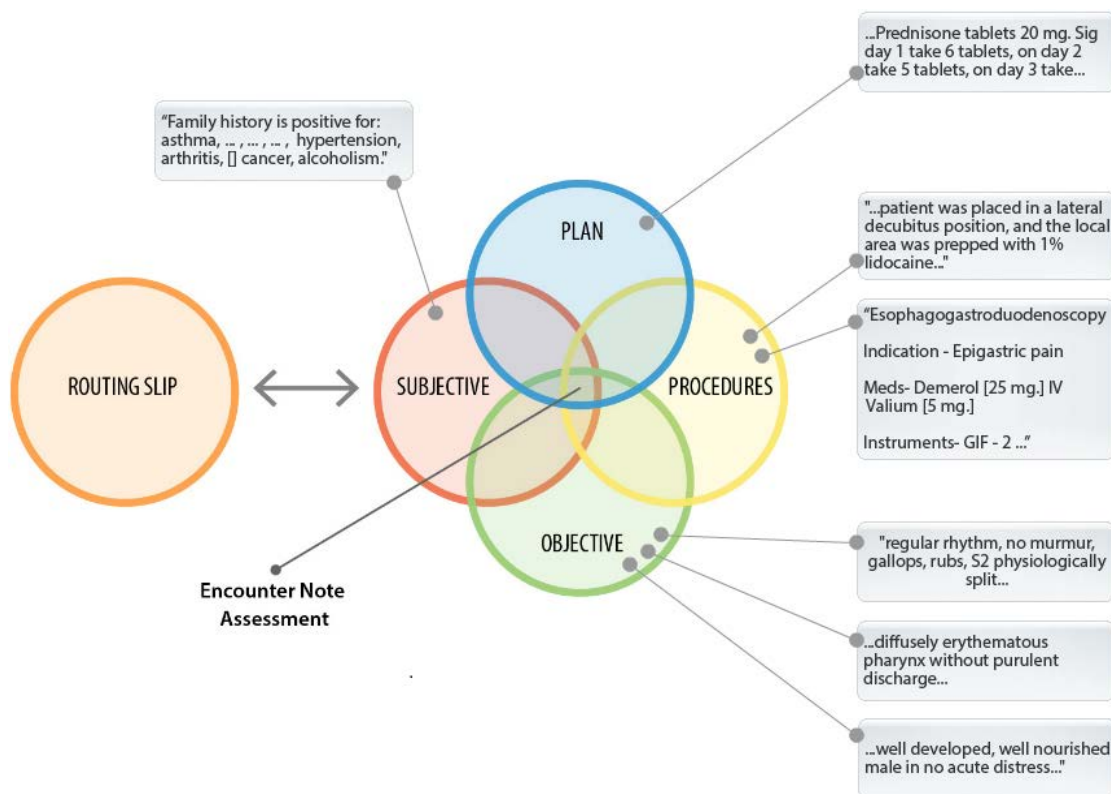 ...Prednisone tablets 20 mg. Sig
day 1 take 6 tablets, on day 2
take 5 tablets, on day 3 take...
“Family history is positive for:
asthma, ... , ... , ... , hypertension,
arthritis, [] cancer, alcoholism."
PLAN
"...patient was placed in a lateral
decubitus position, and the local
area was prepped with 1%
lidocaine..."
“Esophagogastroduodenoscopy
Indication - Epigastric pain
Meds- Demerol [25 mg.] IV
Valium [5 mg.]
Instruments- GIF - 2 ...”
ROUTING SLIP
SUBJECTIVE
PROCEDURES
OBJECTIVE
"regular rhythm, no murmur,
gallops, rubs, S2 physiologically
split...
Encounter Note
Assessment
...diffusely erythematous
pharynx without purulent
discharge...
...well developed, well nourished
male in no acute distress..."